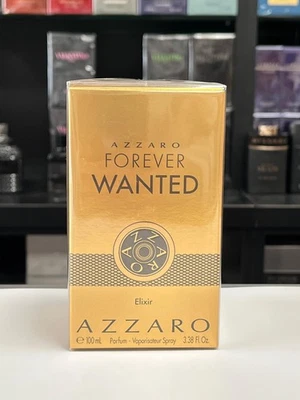 AZZARO
FOREVER
WANTED
AZZARO
Elixir
AZZARO
℮ 100 mL Parfum - Vaporisateur Spray 3.38 Fl. Oz.